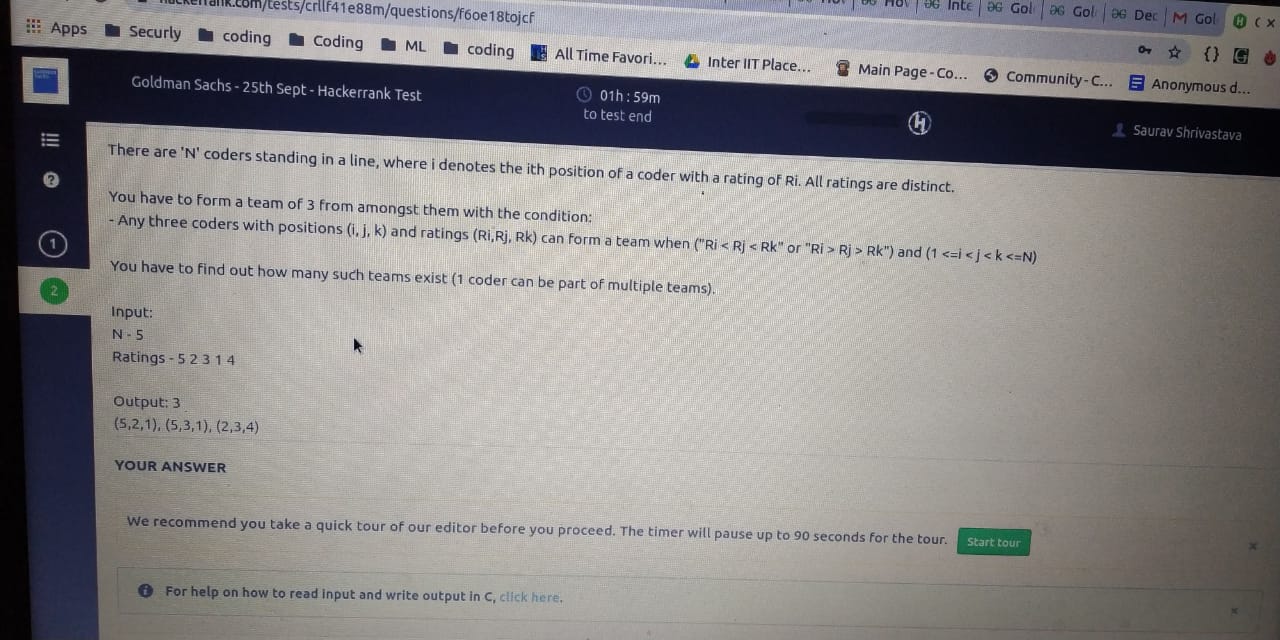 hackerrank.com/tests/crllf41e88m/questions/f6oe18tojcf
Inte
Gol
Gol
Dec
Gol
Apps
Securly
coding
Coding
ML
coding
All Time Favori...
Inter IIT Place...
Main Page - Co...
Community - C...
Anonymous d...
Goldman Sachs - 25th Sept - Hackerrank Test
01h : 59m
to test end
H
Saurav Shrivastava
There are 'N' coders standing in a line, where i denotes the ith position of a coder with a rating of Ri. All ratings are distinct.
You have to form a team of 3 from amongst them with the condition:
- Any three coders with positions (i, j, k) and ratings (Ri,Rj, Rk) can form a team when ("Ri < Rj < Rk" or "Ri > Rj > Rk") and (1 <=i < j < k <=N)
You have to find out how many such teams exist (1 coder can be part of multiple teams).
1
2
Input:
N - 5
Ratings - 5 2 3 1 4
Output: 3
(5,2,1), (5,3,1), (2,3,4)
YOUR ANSWER
We recommend you take a quick tour of our editor before you proceed. The timer will pause up to 90 seconds for the tour.
Start tour
For help on how to read input and write output in C, click here.